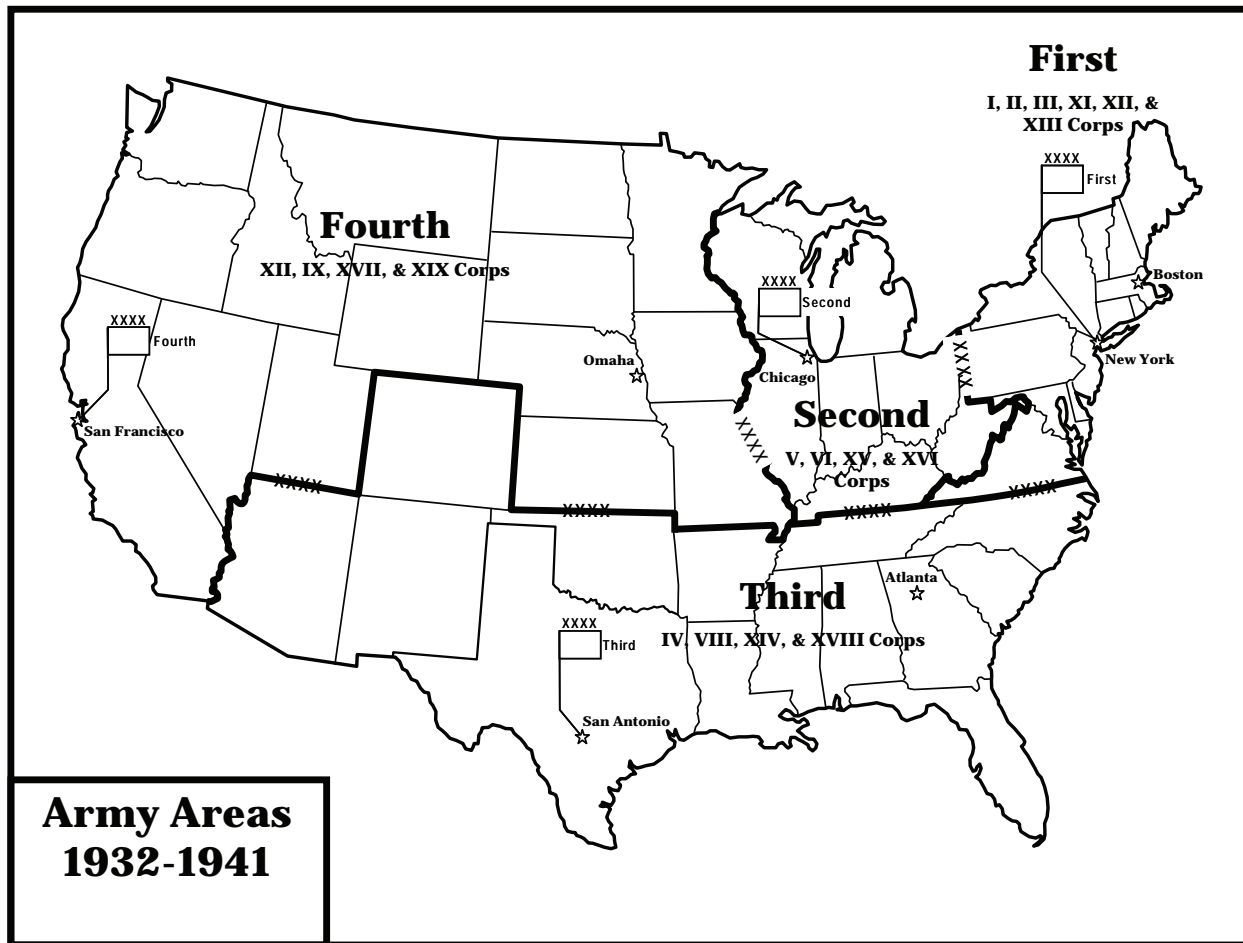 First
I, II, III, XI, XII, &
XIII Corps
XXXX
First
Fourth
XII, IX, XVII, & XIX Corps
Boston
XXXX
Second
XXXX
Fourth
New York
XXXX
Omaha
Chicago
Second
San Francisco
XXXX
V, VI, XV, & XVI
Corps
XXXX
XXXX
XXXX
XXXX
Atlanta
Third
IV, VIII, XIV, & XVIII Corps
XXXX
Third
San Antonio
Army Areas
1932-1941